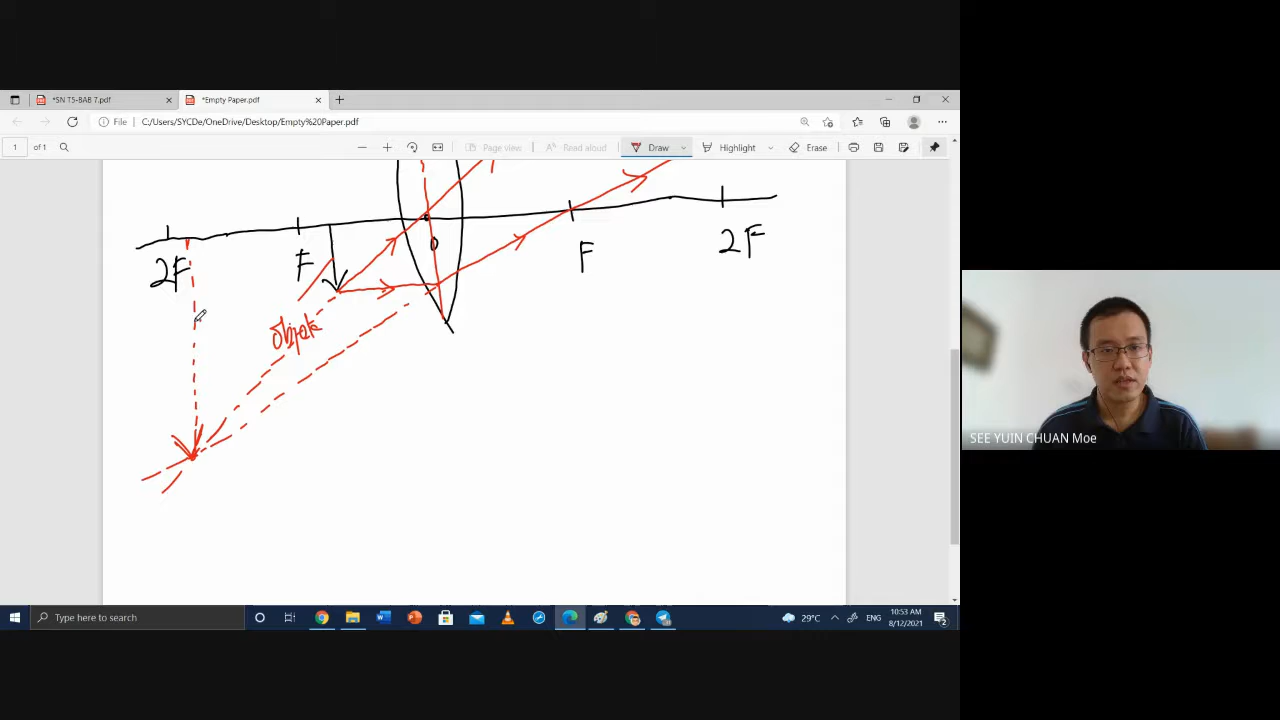 *SN T5-BAB 7.pdf
*Empty Paper.pdf
File
C:/Users/SYCDe/OneDrive/Desktop/Empty%20Paper.pdf
1 of 1
Page view
Read aloud
Draw
Highlight
Erase
2F
F
O
F
2F
Objek
SEE YUIN CHUAN Moe
Type here to search
29°C
ENG
10:53 AM
8/12/2021
2